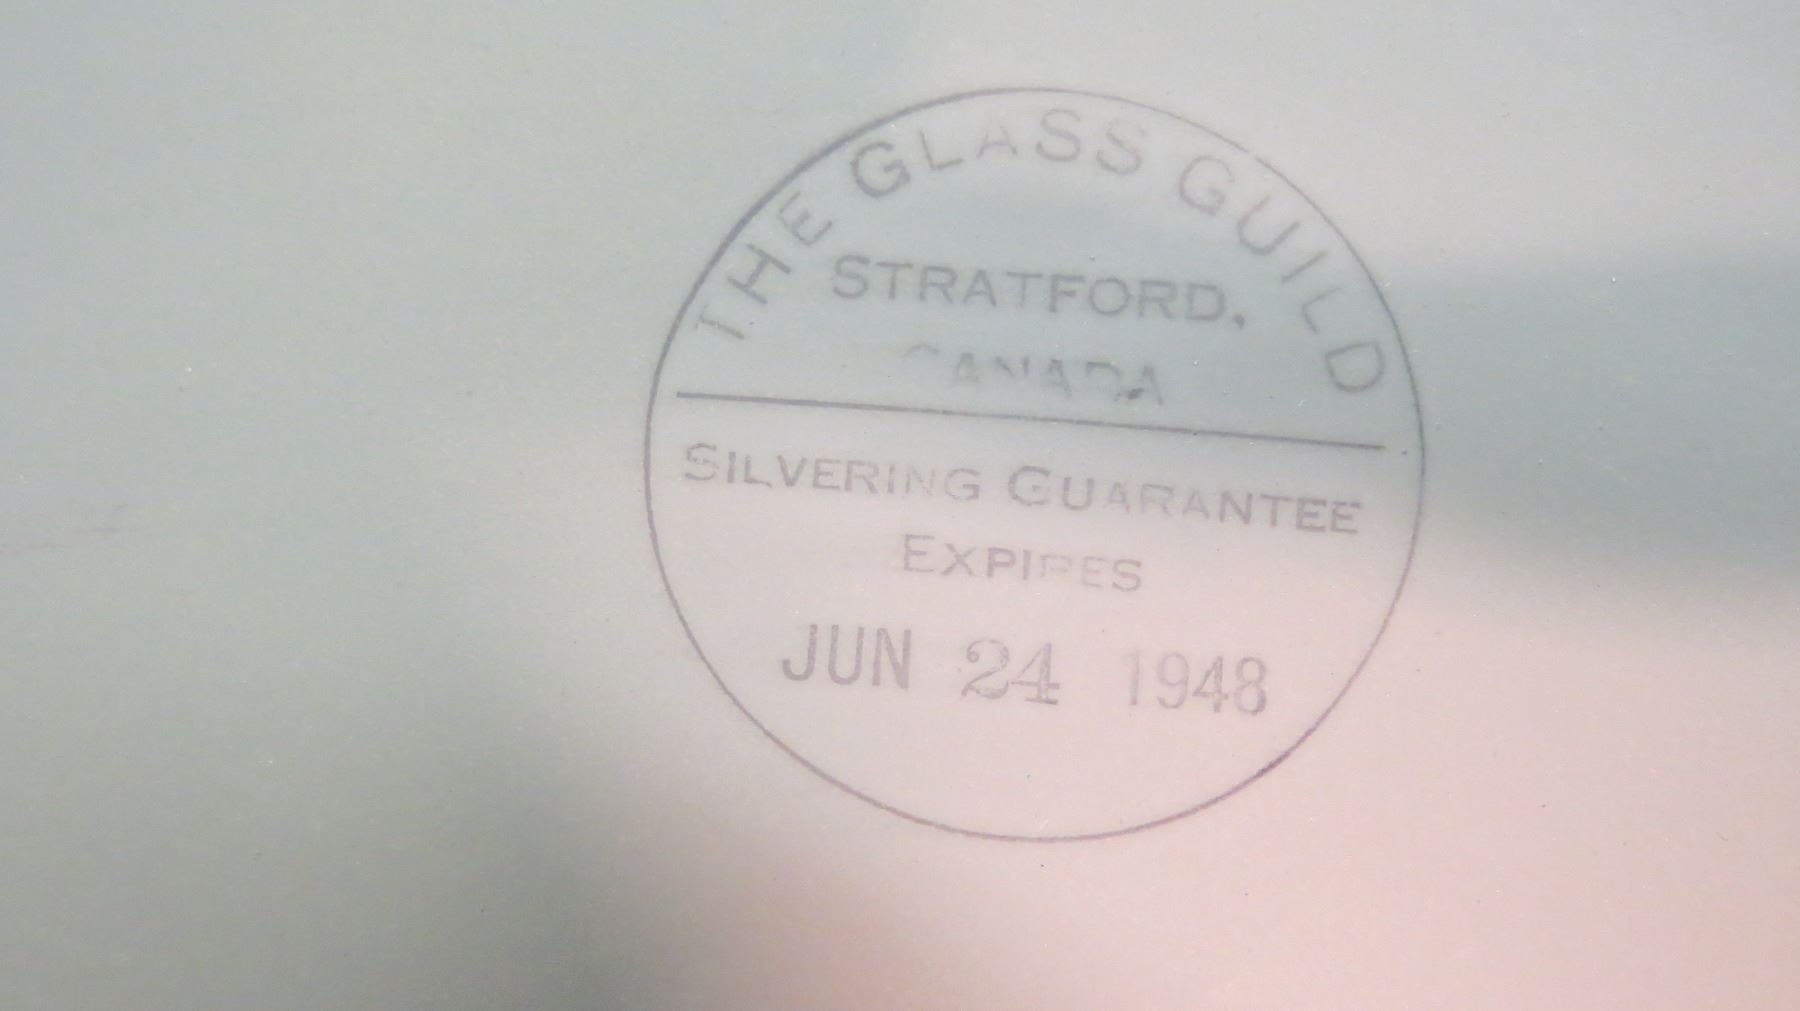 THE GLASS GUILD
STRATFORD,
CANADA
SILVERING GUARANTEE
EXPIRES
JUN 24 1948